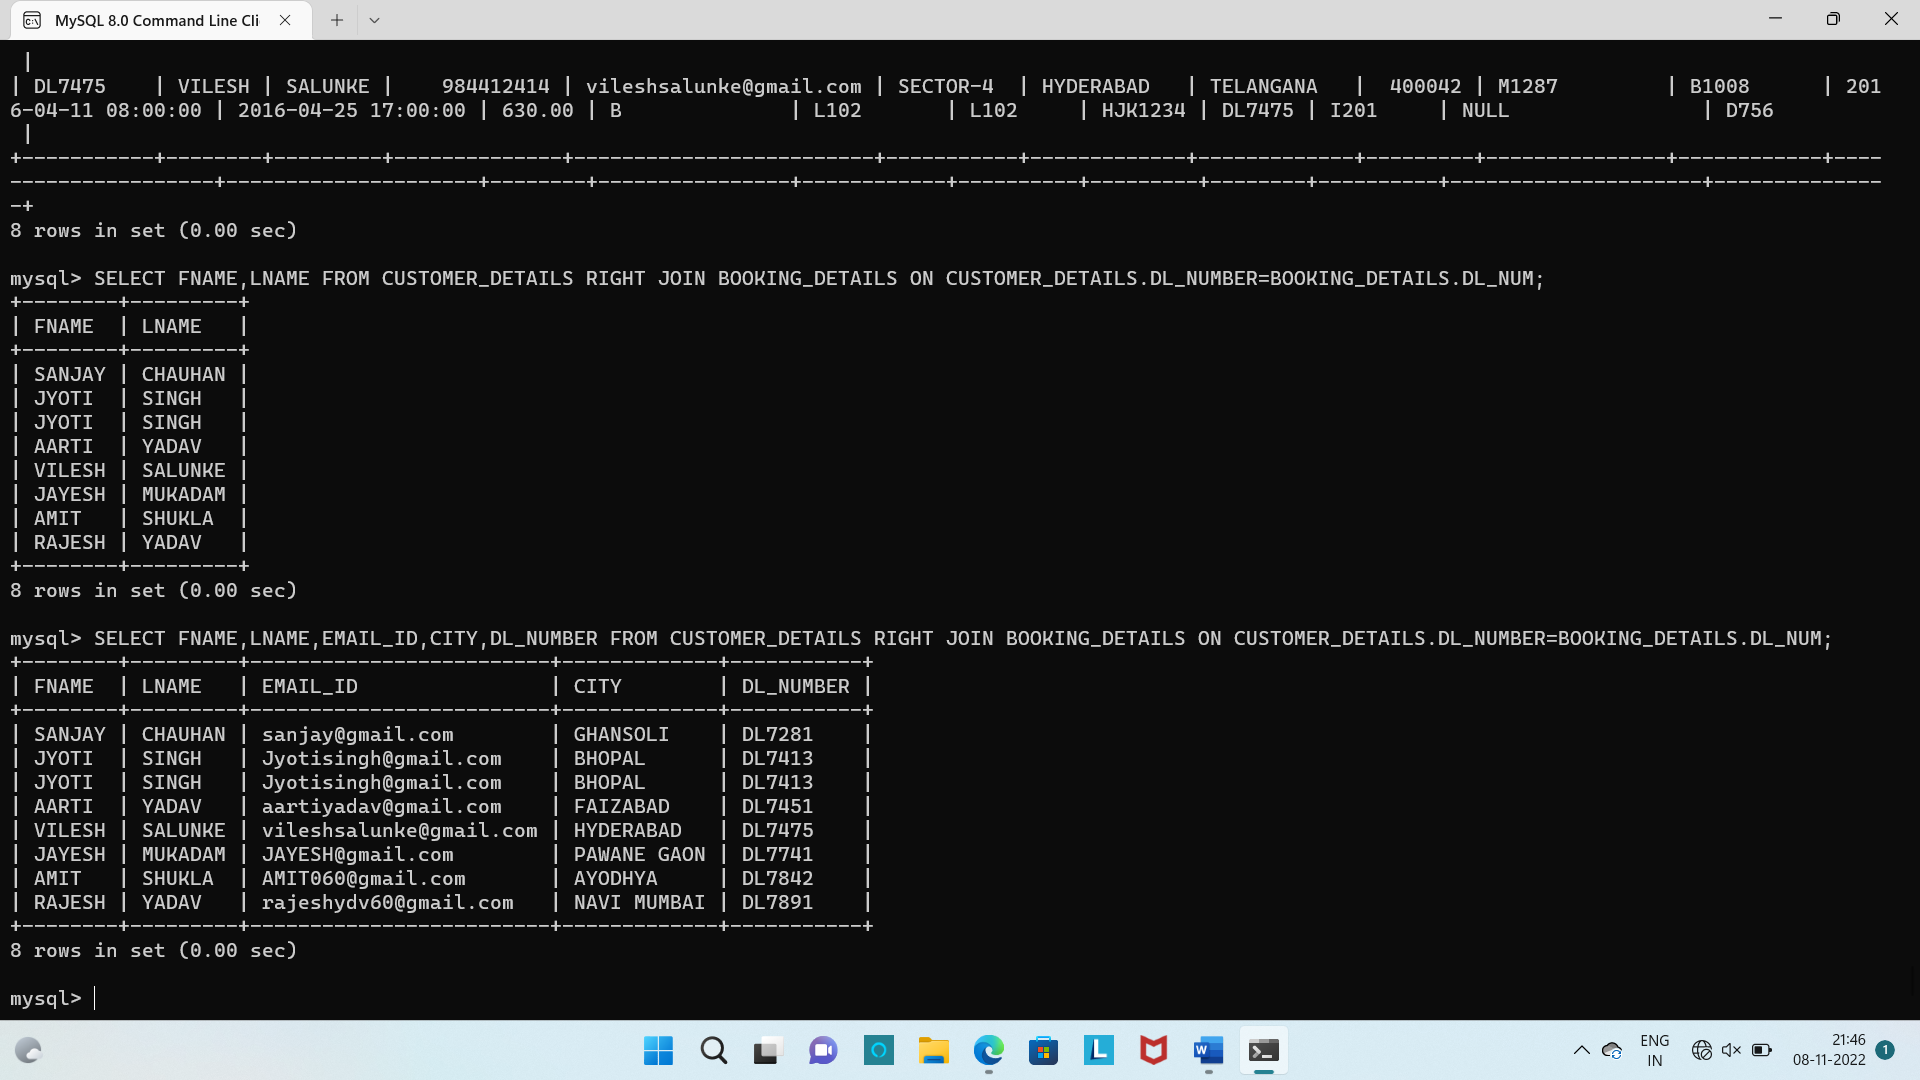 MySQL 8.0 Command Line Cli
|
| DL7475    | VILESH | SALUNKE |    984412414 | vileshsalunke@gmail.com | SECTOR-4  | HYDERABAD   | TELANGANA   |  400042 | M1287         | B1008      | 201
6-04-11 08:00:00 | 2016-04-25 17:00:00 | 630.00 | B              | L102       | L102     | HJK1234 | DL7475 | I201     | NULL                | D756
|
+-----------+--------+---------+--------------+-------------------------+-----------+-------------+-------------+---------+---------------+------------+----
-----------------+---------------------+--------+----------------+------------+----------+---------+--------+----------+---------------------+--------------
-+
8 rows in set (0.00 sec)
mysql> SELECT FNAME,LNAME FROM CUSTOMER_DETAILS RIGHT JOIN BOOKING_DETAILS ON CUSTOMER_DETAILS.DL_NUMBER=BOOKING_DETAILS.DL_NUM;
+--------+---------+
| FNAME  | LNAME   |
+--------+---------+
| SANJAY | CHAUHAN |
| JYOTI  | SINGH   |
| JYOTI  | SINGH   |
| AARTI  | YADAV   |
| VILESH | SALUNKE |
| JAYESH | MUKADAM |
| AMIT   | SHUKLA  |
| RAJESH | YADAV   |
+--------+---------+
8 rows in set (0.00 sec)
mysql> SELECT FNAME,LNAME,EMAIL_ID,CITY,DL_NUMBER FROM CUSTOMER_DETAILS RIGHT JOIN BOOKING_DETAILS ON CUSTOMER_DETAILS.DL_NUMBER=BOOKING_DETAILS.DL_NUM;
+--------+---------+-------------------------+-------------+-----------+
| FNAME  | LNAME   | EMAIL_ID                | CITY        | DL_NUMBER |
+--------+---------+-------------------------+-------------+-----------+
| SANJAY | CHAUHAN | sanjay@gmail.com        | GHANSOLI    | DL7281    |
| JYOTI  | SINGH   | Jyotisingh@gmail.com    | BHOPAL      | DL7413    |
| JYOTI  | SINGH   | Jyotisingh@gmail.com    | BHOPAL      | DL7413    |
| AARTI  | YADAV   | aartiyadav@gmail.com    | FAIZABAD    | DL7451    |
| VILESH | SALUNKE | vileshsalunke@gmail.com | HYDERABAD   | DL7475    |
| JAYESH | MUKADAM | JAYESH@gmail.com        | PAWANE GAON | DL7741    |
| AMIT   | SHUKLA  | AMIT060@gmail.com       | AYODHYA     | DL7842    |
| RAJESH | YADAV   | rajeshydv60@gmail.com   | NAVI MUMBAI | DL7891    |
+--------+---------+-------------------------+-------------+-----------+
8 rows in set (0.00 sec)
mysql>
ENG
IN
21:46
08-11-2022
1